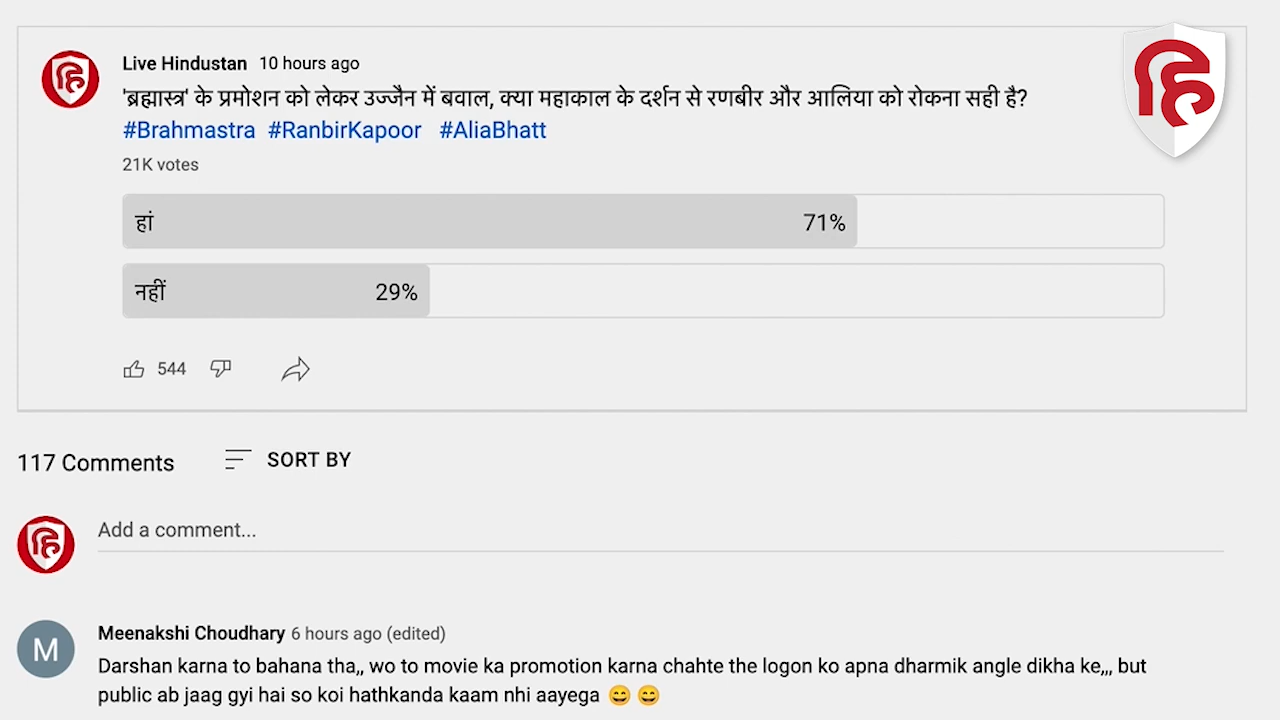 Live Hindustan 10 hours ago
'ब्रह्मास्त्र' के प्रमोशन को लेकर उज्जैन में बवाल, क्या महाकाल के दर्शन से रणबीर और आलिया को रोकना सही है?
#Brahmastra #RanbirKapoor #AliaBhatt
21K votes
हां 71%
नहीं 29%
544
117 Comments SORT BY
Add a comment...
M
Meenakshi Choudhary 6 hours ago (edited)
Darshan karna to bahana tha,, wo to movie ka promotion karna chahte the logon ko apna dharmik angle dikha ke,,, but
public ab jaag gyi hai so koi hathkanda kaam nhi aayega 😄 😄
हि